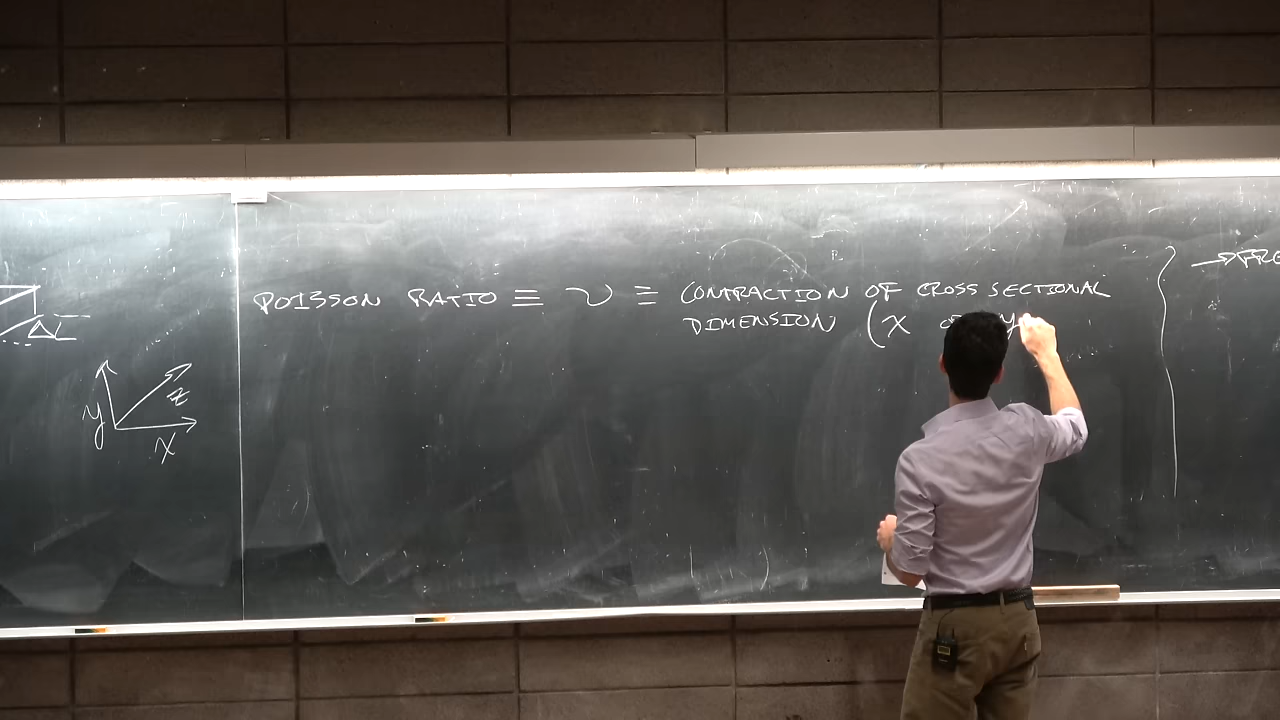 ΔL
y
z
x
POISSON RATIO ≡ ν ≡ CONTRACTION OF CROSS SECTIONAL
DIMENSION (X OR Y